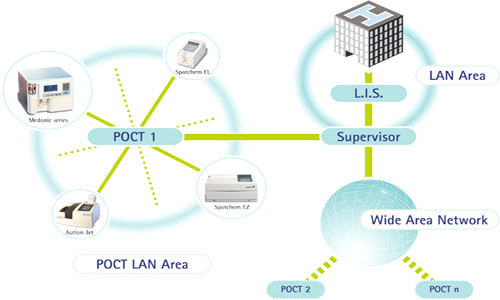 Spotchem EL
LAN Area
Medonic series
L.I.S.
POCT 1
Supervisor
Spotchem EZ
Aution Jet
Wide Area Network
POCT LAN Area
POCT 2
POCT n